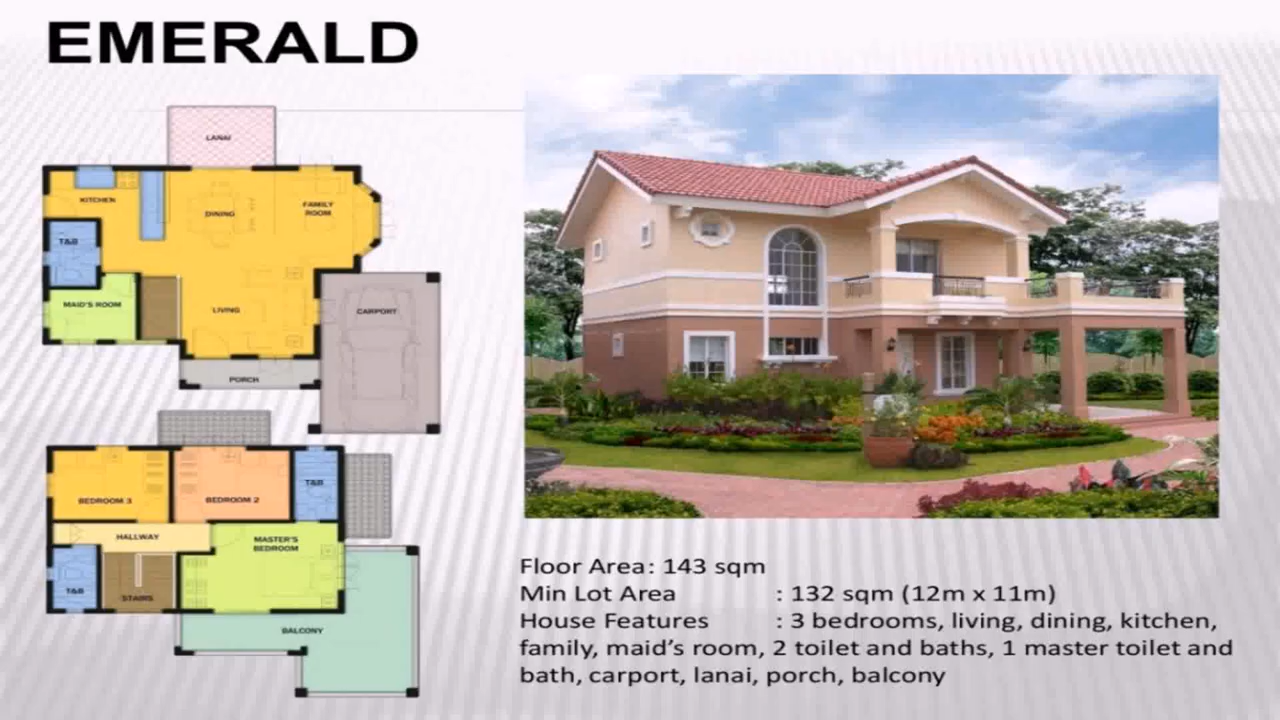 EMERALD
LANAI
KITCHEN
DINING
FAMILY
ROOM
T&B
MAID'S ROOM
LIVING
CARPORT
PORCH
BEDROOM 3
BEDROOM 2
T&B
HALLWAY
MASTER'S
BEDROOM
T&B
STAIRS
BALCONY
Floor Area: 143 sqm
Min Lot Area : 132 sqm (12m x 11m)
House Features : 3 bedrooms, living, dining, kitchen,
family, maid's room, 2 toilet and baths, 1 master toilet and
bath, carport, lanai, porch, balcony